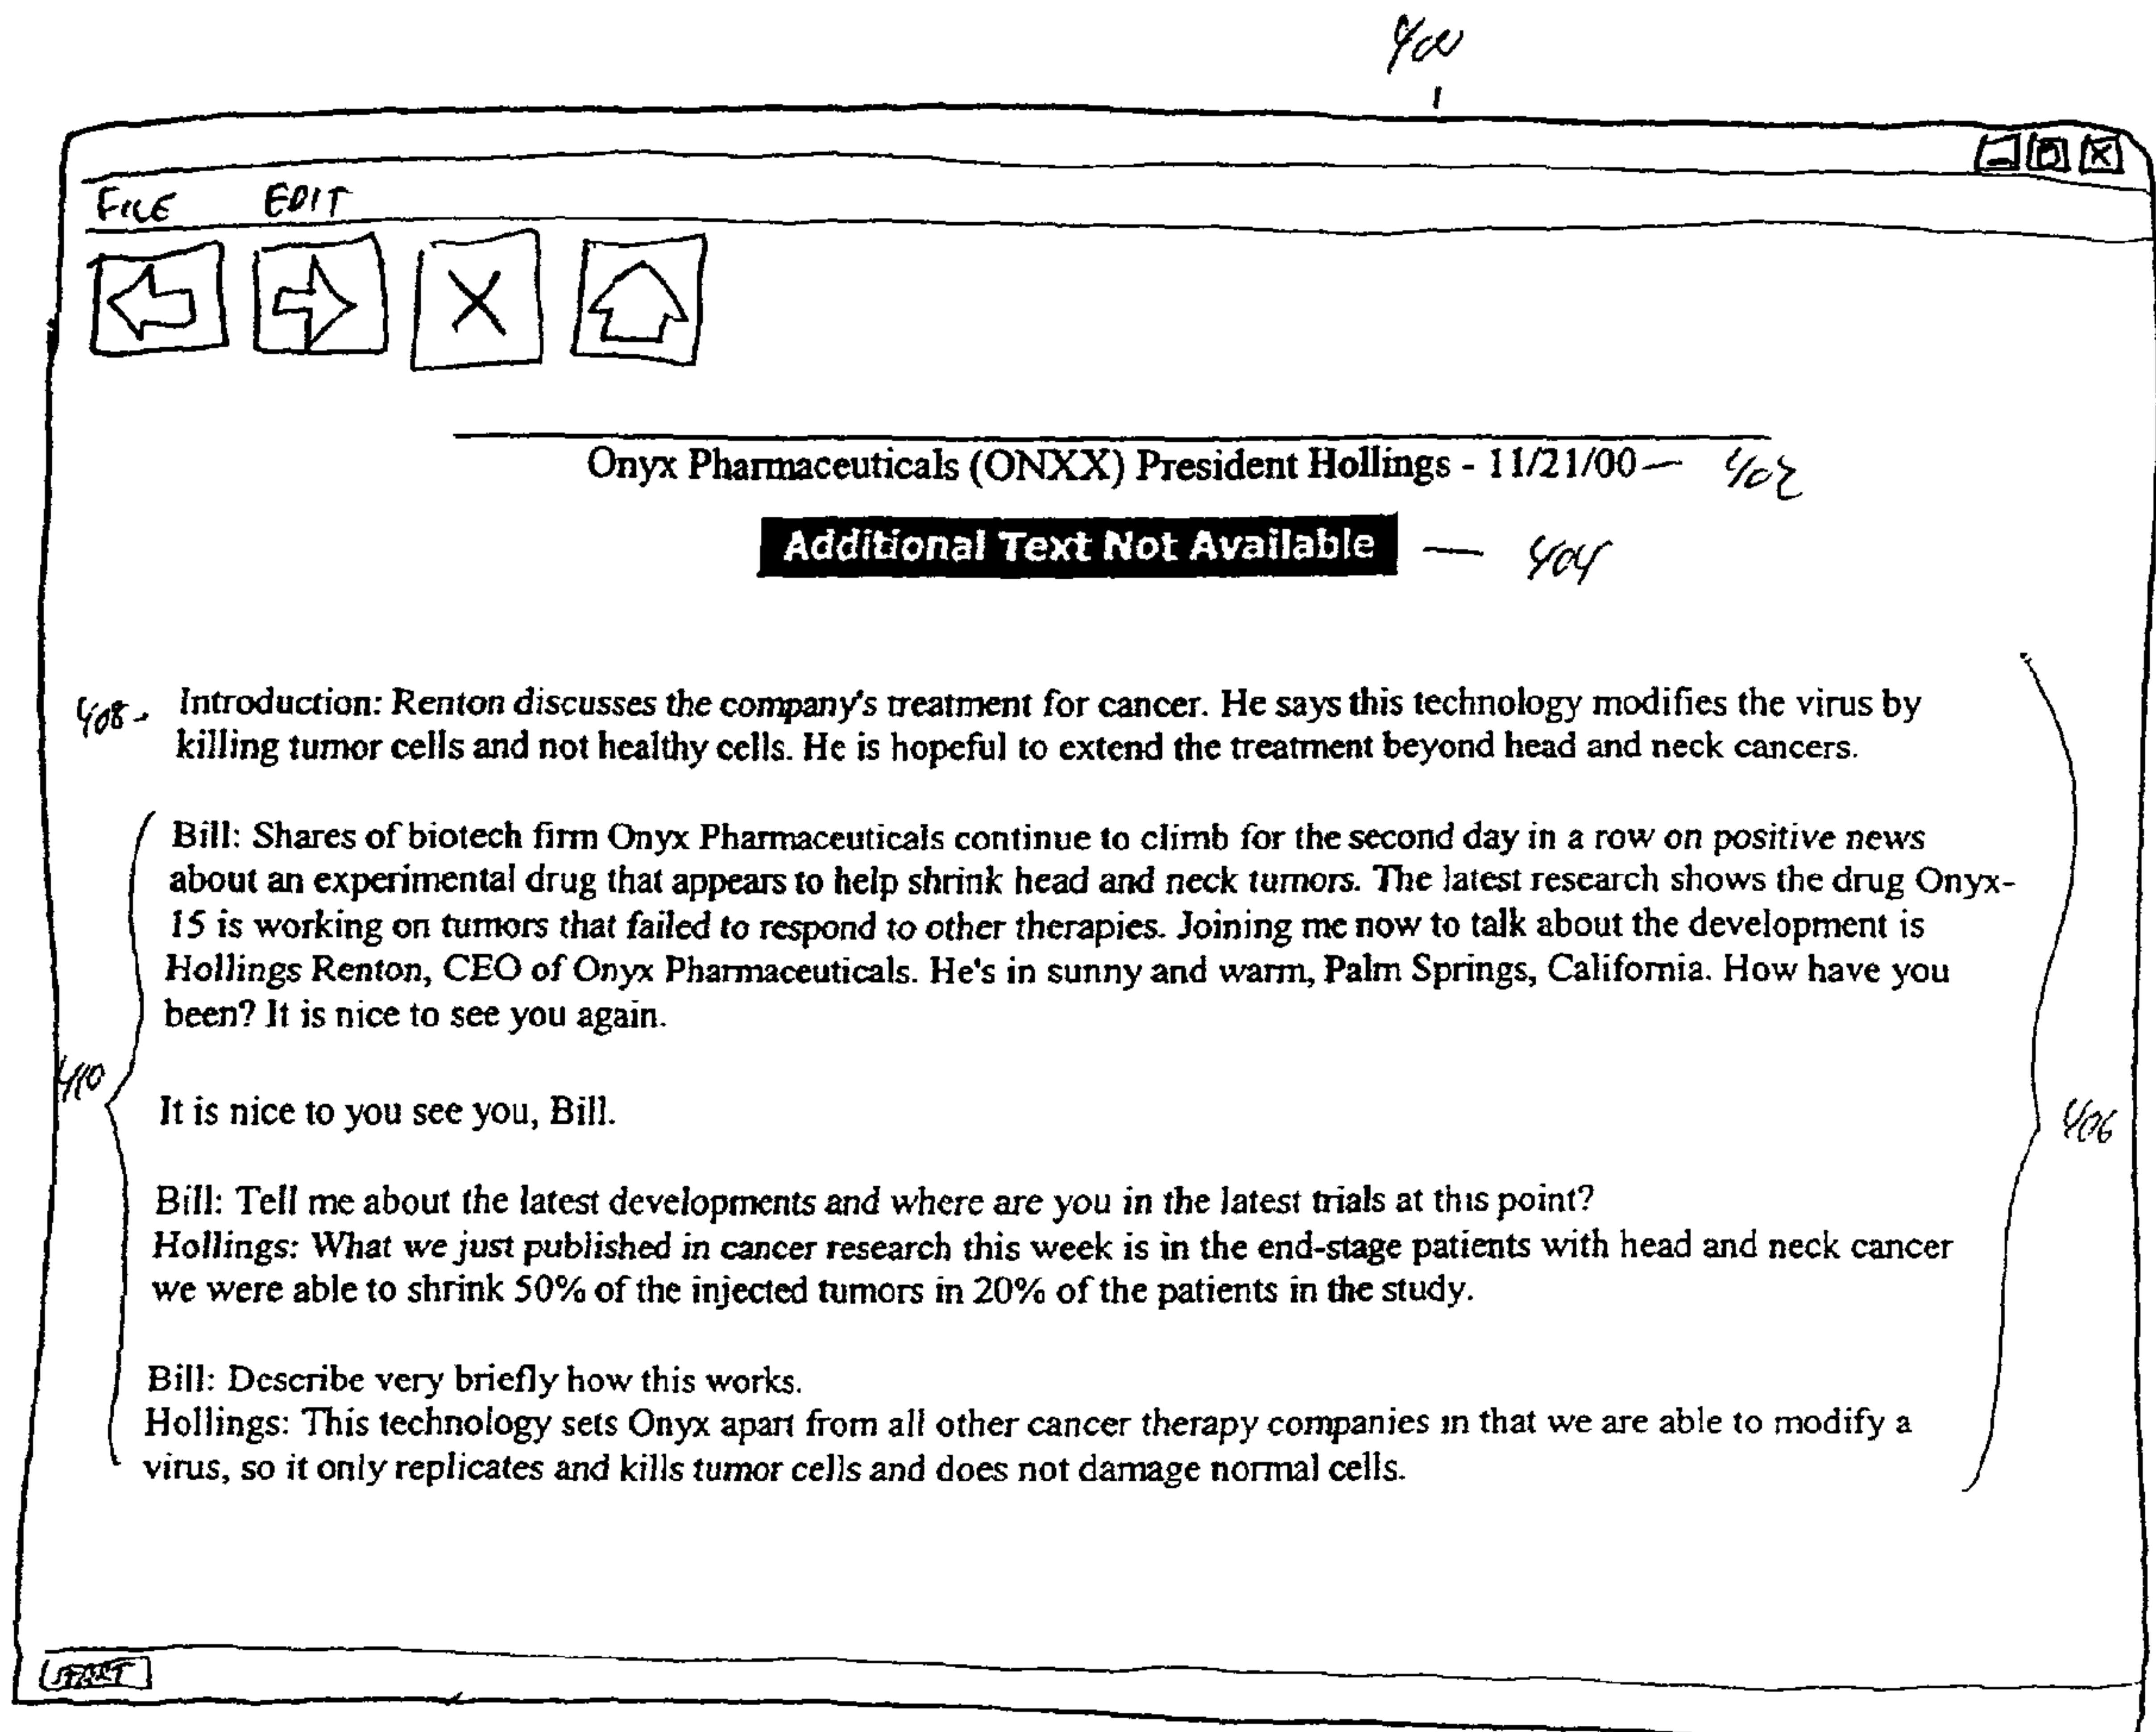 400
FILE EDIT
Onyx Pharmaceuticals (ONXX) President Hollings - 11/21/00 — 402
Additional Text Not Available — 404
408 - Introduction: Renton discusses the company's treatment for cancer. He says this technology modifies the virus by
killing tumor cells and not healthy cells. He is hopeful to extend the treatment beyond head and neck cancers.
Bill: Shares of biotech firm Onyx Pharmaceuticals continue to climb for the second day in a row on positive news
about an experimental drug that appears to help shrink head and neck tumors. The latest research shows the drug Onyx-
15 is working on tumors that failed to respond to other therapies. Joining me now to talk about the development is
Hollings Renton, CEO of Onyx Pharmaceuticals. He's in sunny and warm, Palm Springs, California. How have you
been? It is nice to see you again.
410
It is nice to you see you, Bill.
406
Bill: Tell me about the latest developments and where are you in the latest trials at this point?
Hollings: What we just published in cancer research this week is in the end-stage patients with head and neck cancer
we were able to shrink 50% of the injected tumors in 20% of the patients in the study.
Bill: Describe very briefly how this works.
Hollings: This technology sets Onyx apart from all other cancer therapy companies in that we are able to modify a
virus, so it only replicates and kills tumor cells and does not damage normal cells.
START